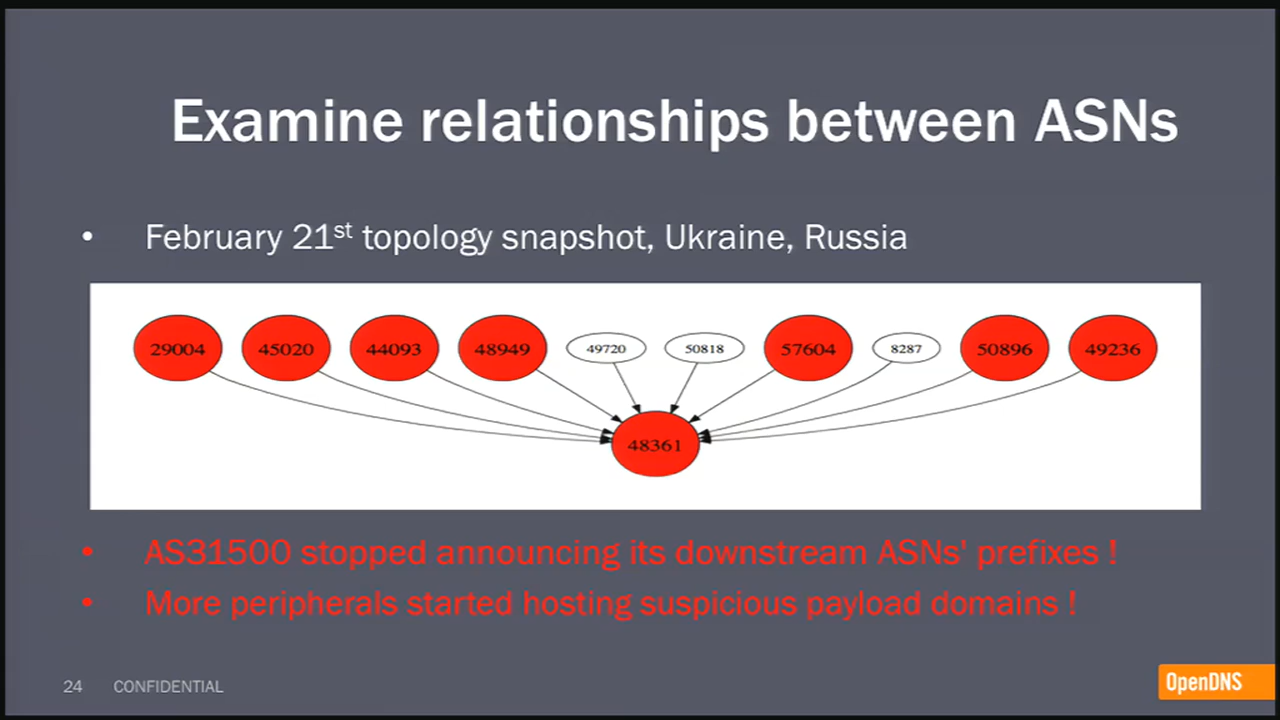 Examine relationships between ASNs
• February 21st topology snapshot, Ukraine, Russia
29004 45020 44093 48949 49720 50818 57604 8287 50896 49236
48361
• AS31500 stopped announcing its downstream ASNs' prefixes !
• More peripherals started hosting suspicious payload domains !
24 CONFIDENTIAL
OpenDNS